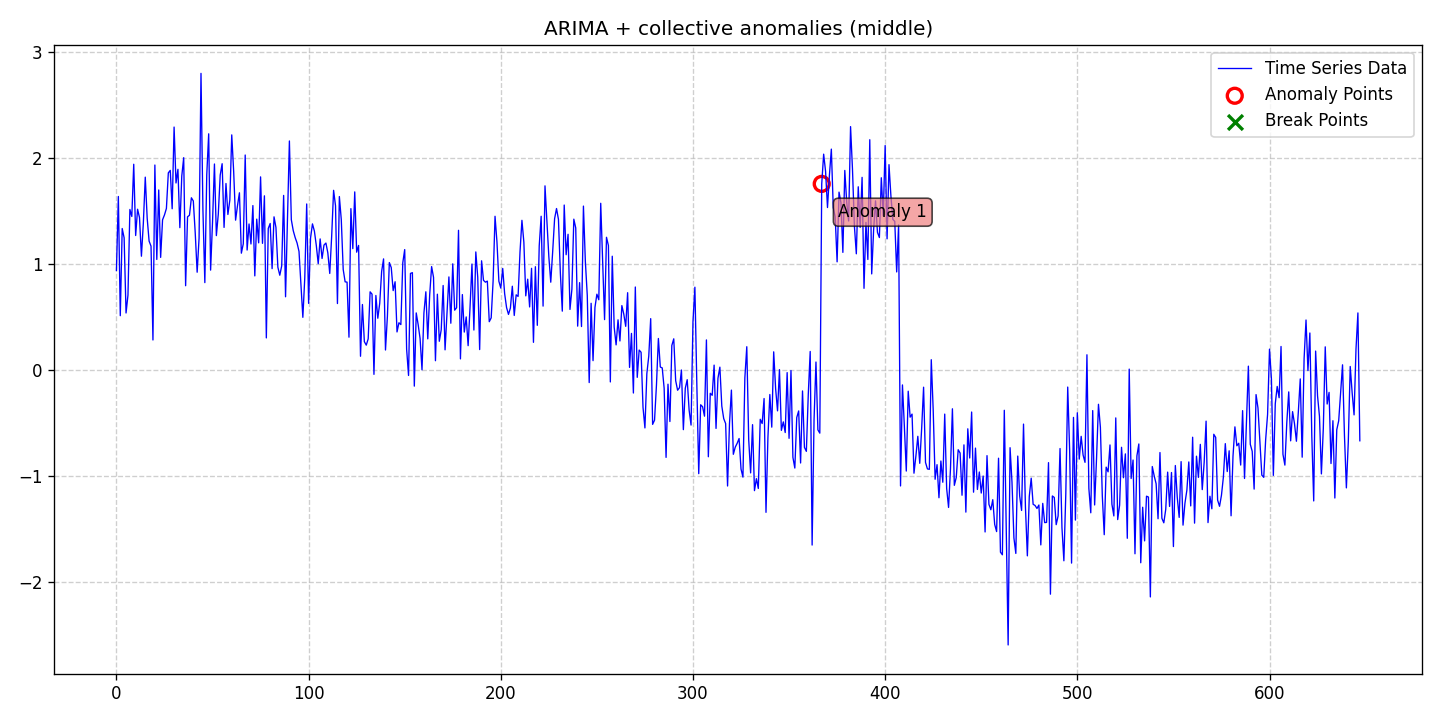 ARIMA + collective anomalies (middle)
Time Series Data
Anomaly Points
Break Points
Anomaly 1
3
2
1
0
−1
−2
0 100 200 300 400 500 600